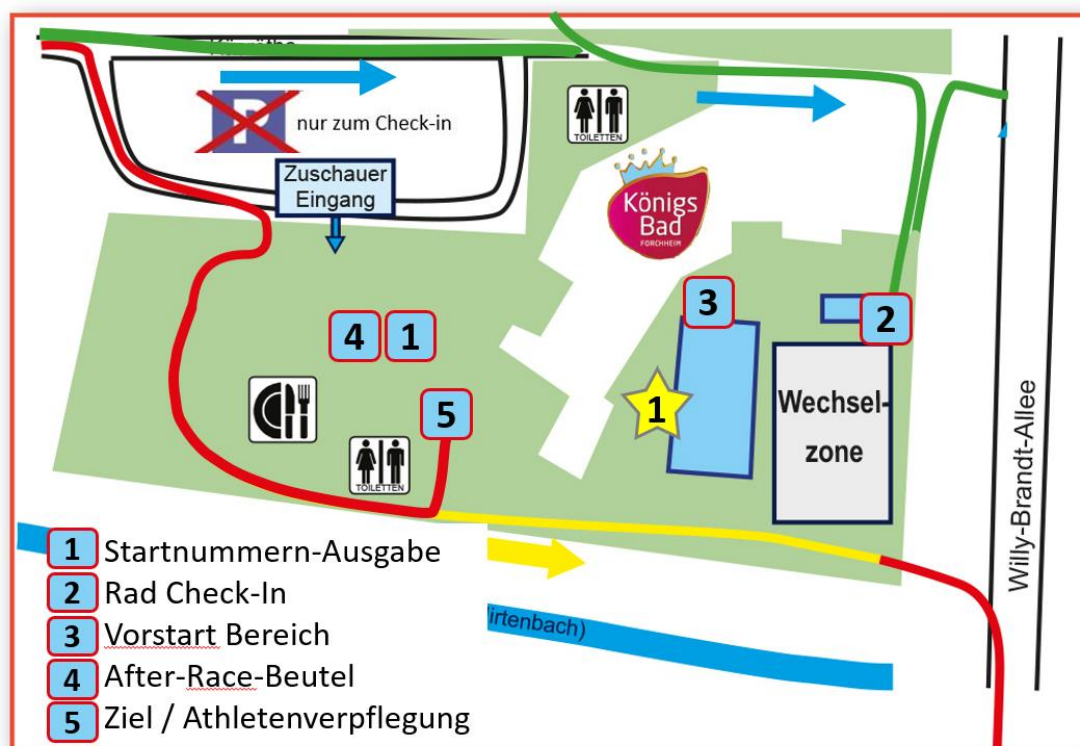 P
nur zum Check-in
TOILETTEN
Zuschauer
Eingang
Königs
Bad
FORCHHEIM
3
2
4 1
1
5
Wechsel-
zone
TOILETTEN
Willy-Brandt-Allee
1 Startnummern-Ausgabe
2 Rad Check-In
3 Vorstart Bereich
4 After-Race-Beutel
5 Ziel / Athletenverpflegung